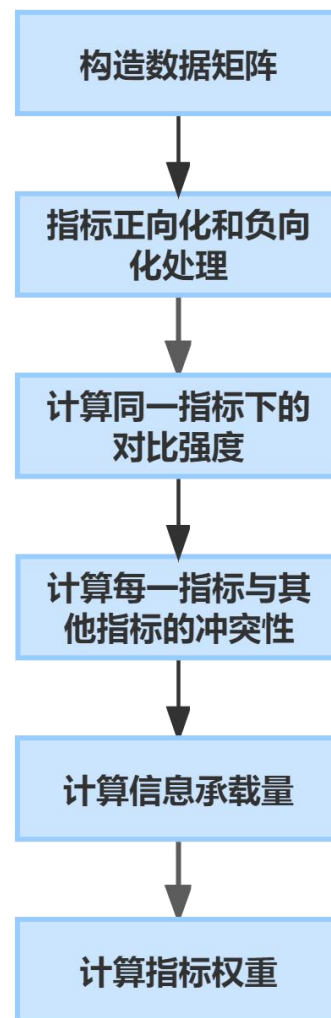 构造数据矩阵
指标正向化和负向
化处理
计算同一指标下的
对比强度
计算每一指标与其
他指标的冲突性
计算信息承载量
计算指标权重